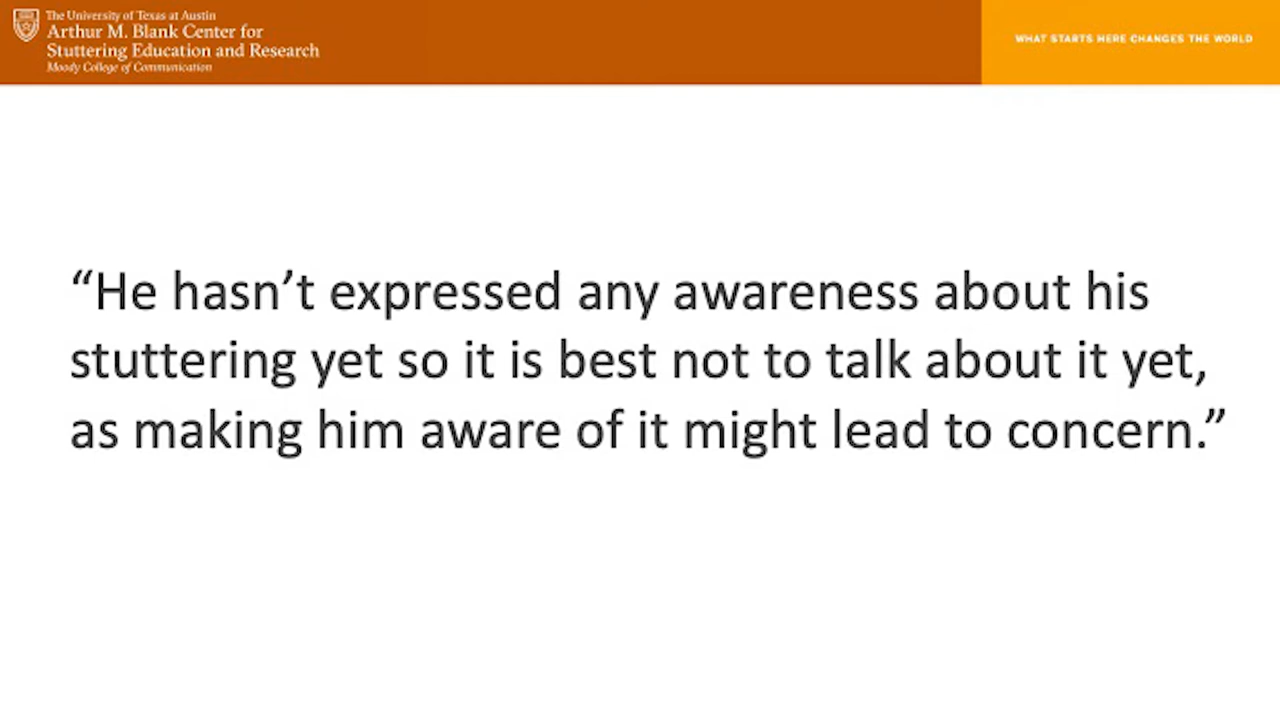 The University of Texas at Austin
Arthur M. Blank Center for
Stuttering Education and Research
Moody College of Communication
WHAT STARTS HERE CHANGES THE WORLD
“He hasn’t expressed any awareness about his
stuttering yet so it is best not to talk about it yet,
as making him aware of it might lead to concern.”